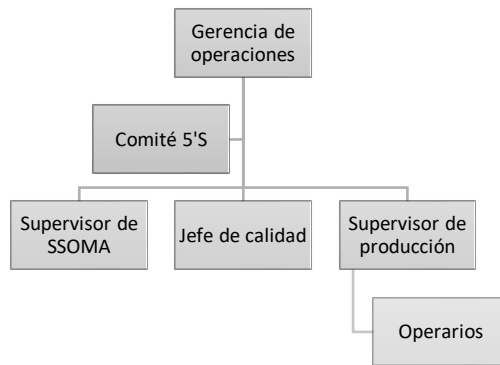 Gerencia de
operaciones
Comité 5'S
Supervisor de
SSOMA
Jefe de calidad
Supervisor de
producción
Operarios